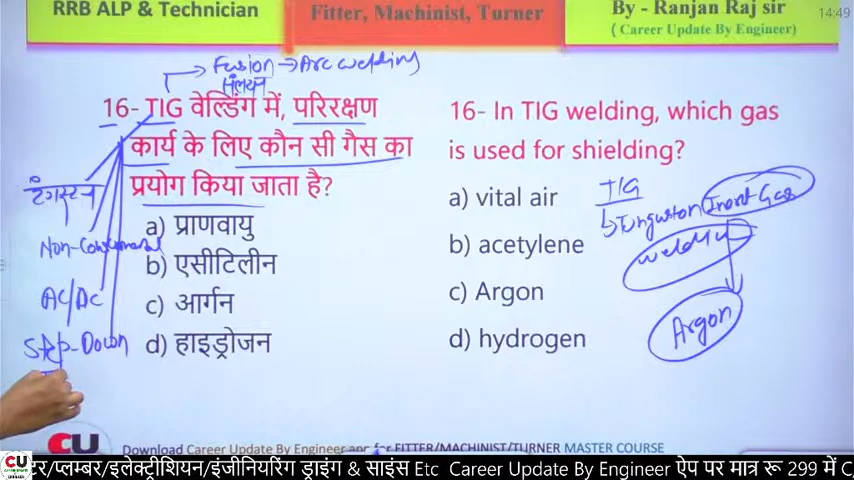 RRB ALP & Technician
Fitter, Machinist, Turner
By - Ranjan Raj sir
( Career Update By Engineer)
14:49
Fusion → Arc welding
संलयन
16- TIG वेल्डिंग में, परिरक्षण
कार्य के लिए कौन सी गैस का
प्रयोग किया जाता है?
a) प्राणवायु
b) एसीटिलीन
c) आर्गन
d) हाइड्रोजन
टंगस्टन
AC/DC
Step-Down
16- In TIG welding, which gas
is used for shielding?
a) vital air
b) acetylene
c) Argon
d) hydrogen
TIG
Inert Gas
Argon
CU
Download Career Update By Engineer app for FITTER/MACHINIST/TURNER MASTER COURSE
CU
टर/प्लम्बर/इलेक्ट्रीशियन/इंजीनियरिंग ड्राइंग & साइंस Etc Career Update By Engineer ऐप पर मात्र रू 299 में C